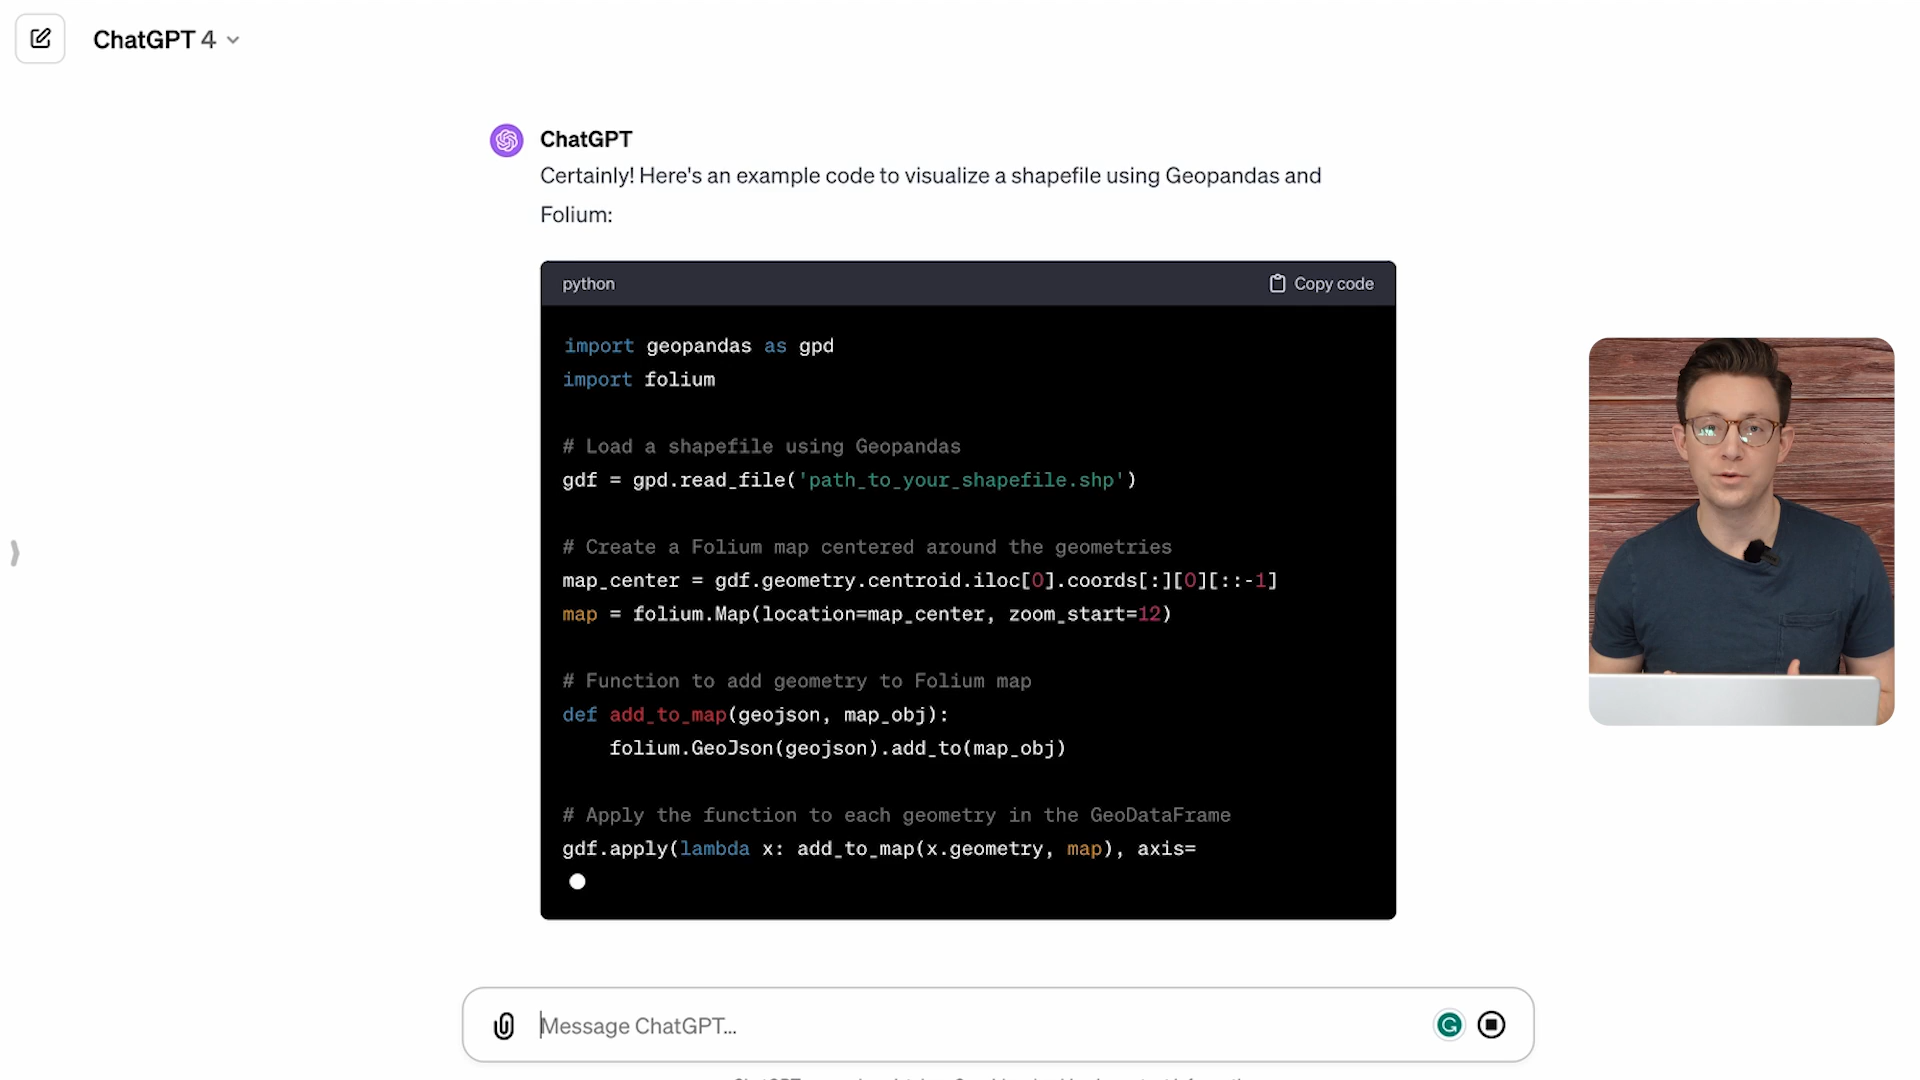 ChatGPT 4
ChatGPT
Certainly! Here's an example code to visualize a shapefile using Geopandas and
Folium:
python
Copy code
import geopandas as gpd
import folium
# Load a shapefile using Geopandas
gdf = gpd.read_file('path_to_your_shapefile.shp')
# Create a Folium map centered around the geometries
map_center = gdf.geometry.centroid.iloc[0].coords[:][0][::-1]
map = folium.Map(location=map_center, zoom_start=12)
# Function to add geometry to Folium map
def add_to_map(geojson, map_obj):
    folium.GeoJson(geojson).add_to(map_obj)
# Apply the function to each geometry in the GeoDataFrame
gdf.apply(lambda x: add_to_map(x.geometry, map), axis=
Message ChatGPT...